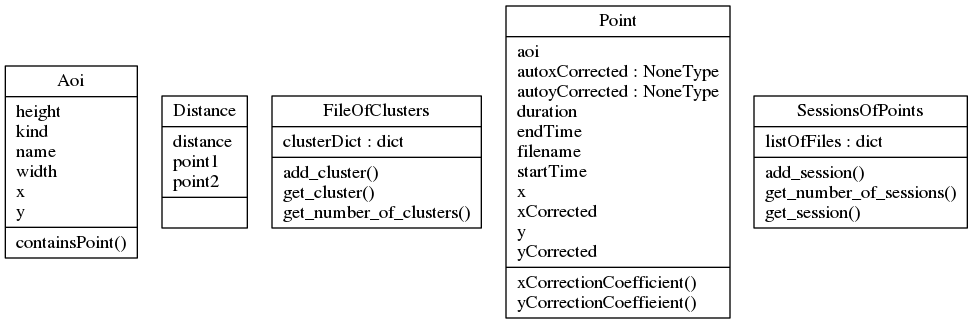 Aoi
height
kind
name
width
x
y
containsPoint()
Distance
distance
point1
point2
FileOfClusters
clusterDict : dict
add_cluster()
get_cluster()
get_number_of_clusters()
Point
aoi
autoxCorrected : NoneType
autoyCorrected : NoneType
duration
endTime
filename
startTime
x
xCorrected
y
yCorrected
xCorrectionCoefficient()
yCorrectionCoeffieient()
SessionsOfPoints
listOfFiles : dict
add_session()
get_number_of_sessions()
get_session()